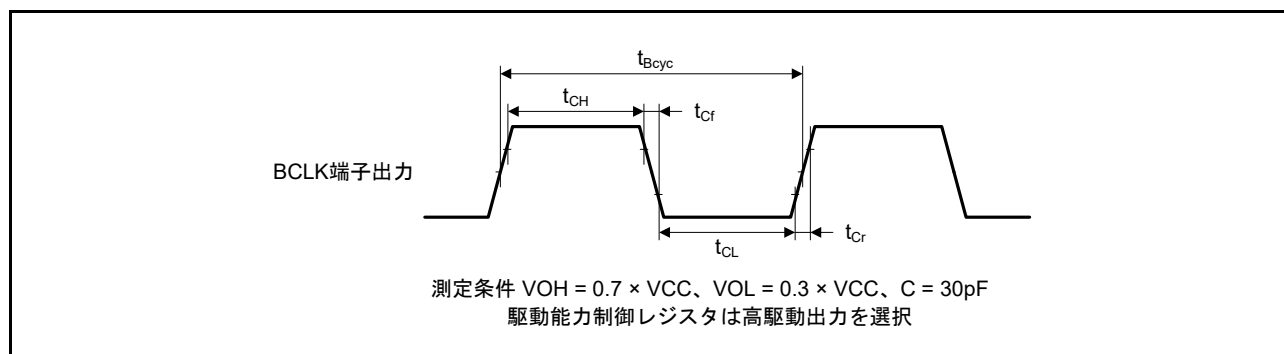 tBcyc
tCH
tCf
BCLK端子出力
tCL
tCr
測定条件 VOH = 0.7 × VCC、VOL = 0.3 × VCC、C = 30pF
駆動能力制御レジスタは高駆動出力を選択